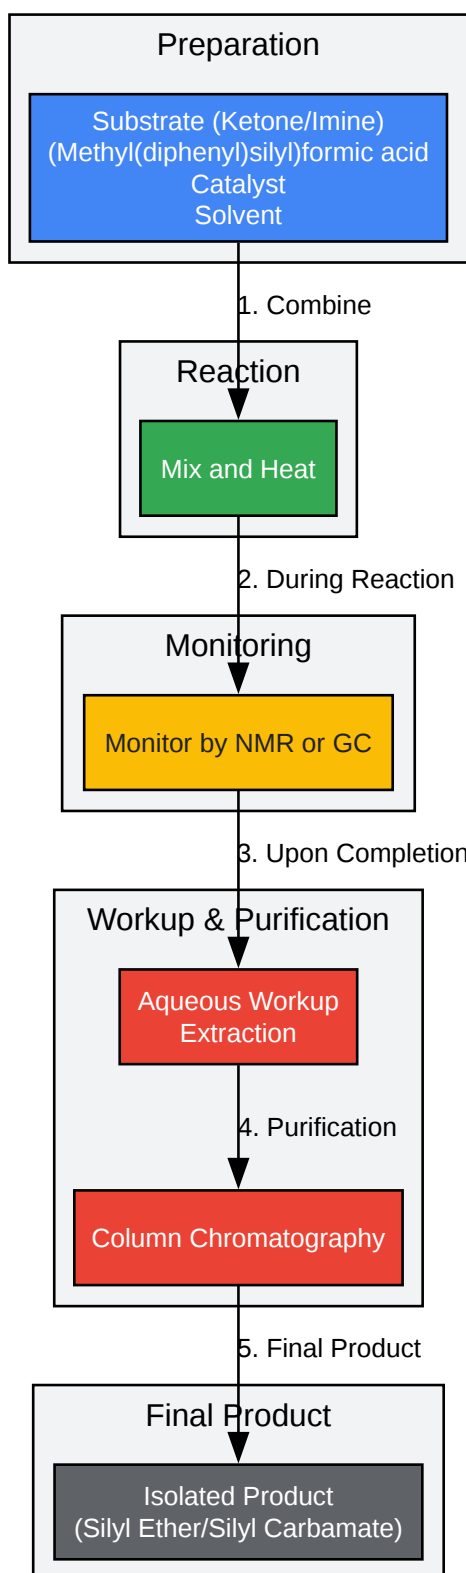 Preparation
Substrate (Ketone/Imine)
(Methyl(diphenyl)silyl)formic acid
Catalyst
Solvent
1. Combine
Reaction
Mix and Heat
2. During Reaction
Monitoring
Monitor by NMR or GC
3. Upon Completion
Workup & Purification
Aqueous Workup
Extraction
4. Purification
Column Chromatography
5. Final Product
Final Product
Isolated Product
(Silyl Ether/Silyl Carbamate)